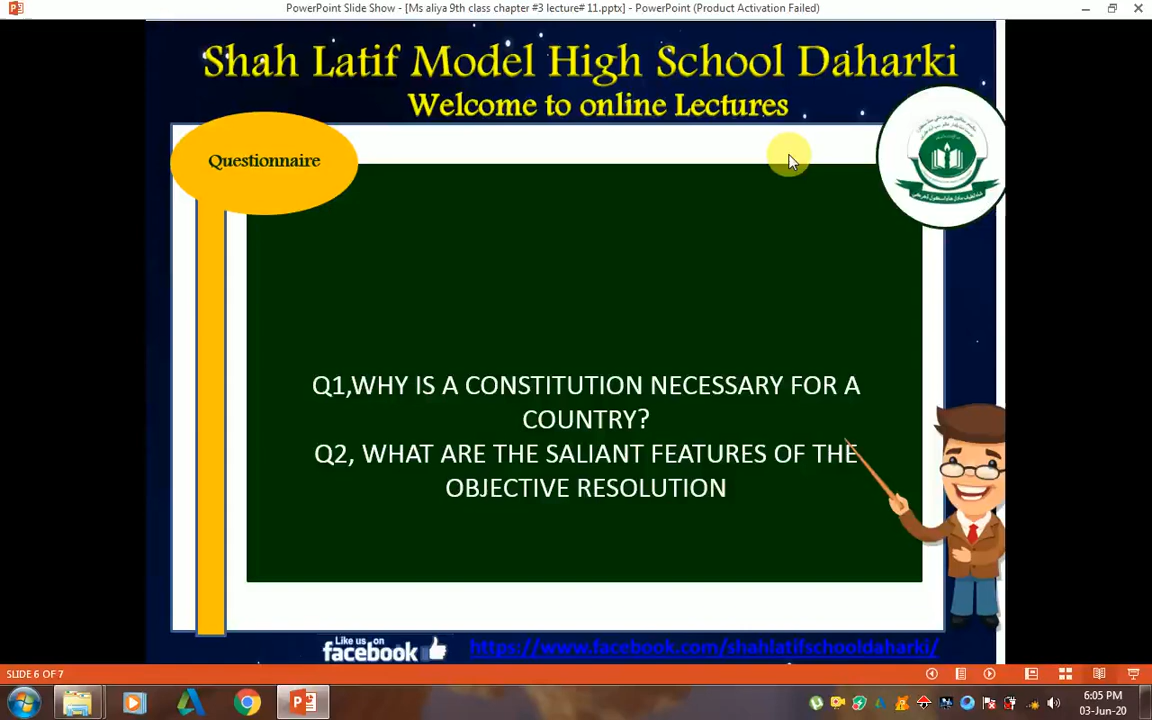 PowerPoint Slide Show - [Ms aliya 9th class chapter #3 lecture# 11.pptx] - PowerPoint (Product Activation Failed)
Shah Latif Model High School Daharki
Welcome to online Lectures
Questionnaire
Q1,WHY IS A CONSTITUTION NECESSARY FOR A
COUNTRY?
Q2, WHAT ARE THE SALIANT FEATURES OF THE
OBJECTIVE RESOLUTION
Like us on
facebook
https://www.facebook.com/shahlatifschooldaharki/
SLIDE 6 OF 7
6:05 PM
03-Jun-20